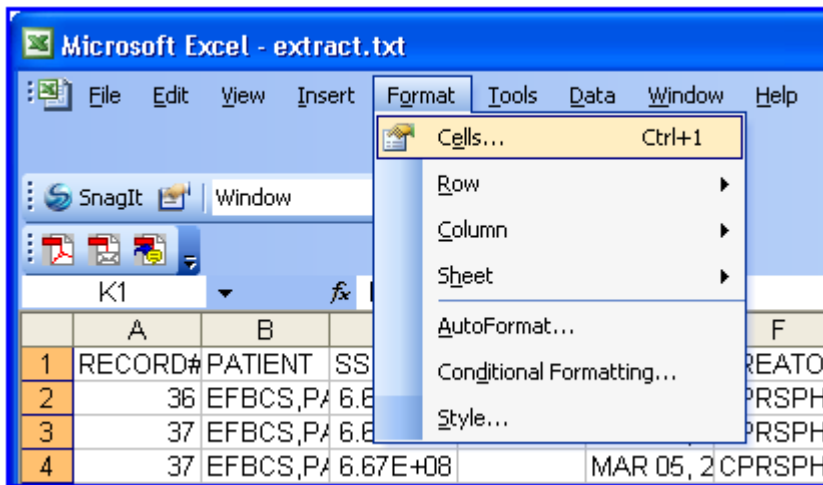 Microsoft Excel - extract.txt
File Edit View Insert Format Tools Data Window Help
Cells... Ctrl+1
SnagIt Window
Row
Column
Sheet
K1 fx
AutoFormat...
A B F
1 RECORD# PATIENT SS REATO
Conditional Formatting...
2 36 EFBCS,PA 6.6 PRSPH
Style...
3 37 EFBCS,PA 6.6 PRSPH
4 37 EFBCS,PA 6.67E+08 MAR 05, 2 CPRSPH